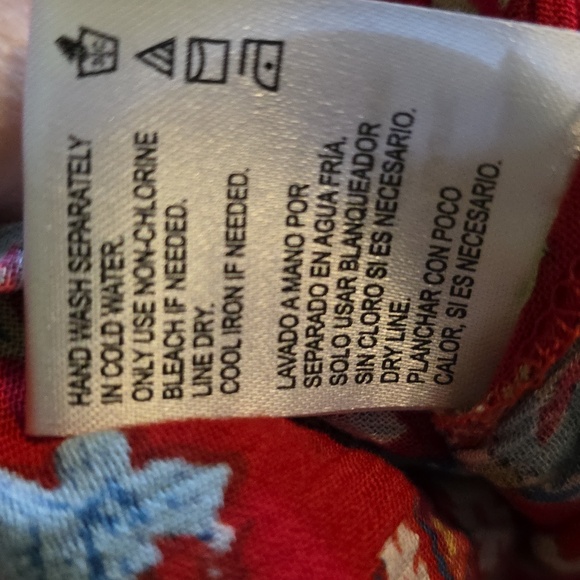 HAND WASH SEPARATELY
IN COLD WATER.
ONLY USE NON-CHLORINE
BLEACH IF NEEDED.
LINE DRY.
COOL IRON IF NEEDED.
LAVADO A MANO POR
SEPARADO EN AGUA FRÍA.
SOLO USAR BLANQUEADOR
SIN CLORO SI ES NECESARIO.
DRY LINE.
PLANCHAR CON POCO
CALOR, SI ES NECESARIO.